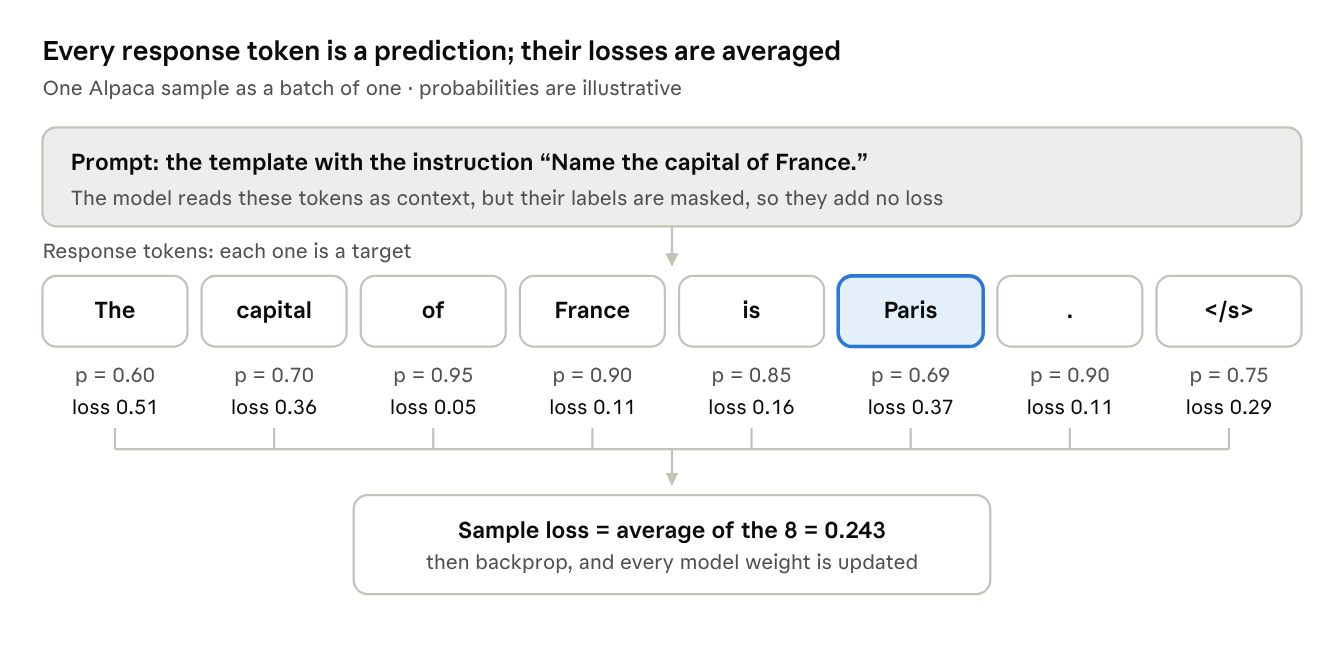 Every response token is a prediction; their losses are averaged
One Alpaca sample as a batch of one · probabilities are illustrative
Prompt: the template with the instruction “Name the capital of France.”
The model reads these tokens as context, but their labels are masked, so they add no loss
Response tokens: each one is a target
The capital of France is Paris . </s>
p = 0.60 p = 0.70 p = 0.95 p = 0.90 p = 0.85 p = 0.69 p = 0.90 p = 0.75
loss 0.51 loss 0.36 loss 0.05 loss 0.11 loss 0.16 loss 0.37 loss 0.11 loss 0.29
Sample loss = average of the 8 = 0.243
then backprop, and every model weight is updated